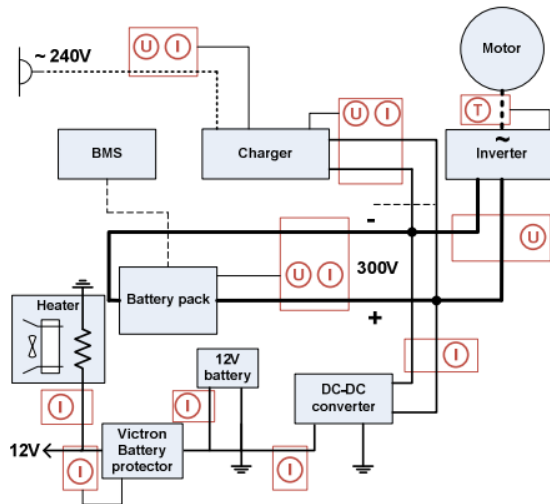 ~ 240V
U I
Motor
T
U I
BMS
Charger
~
Inverter
-
U
U I
300V
Battery pack
+
Heater
12V
battery
I
DC-DC
converter
I
I
Victron
Battery
protector
12V
I
I